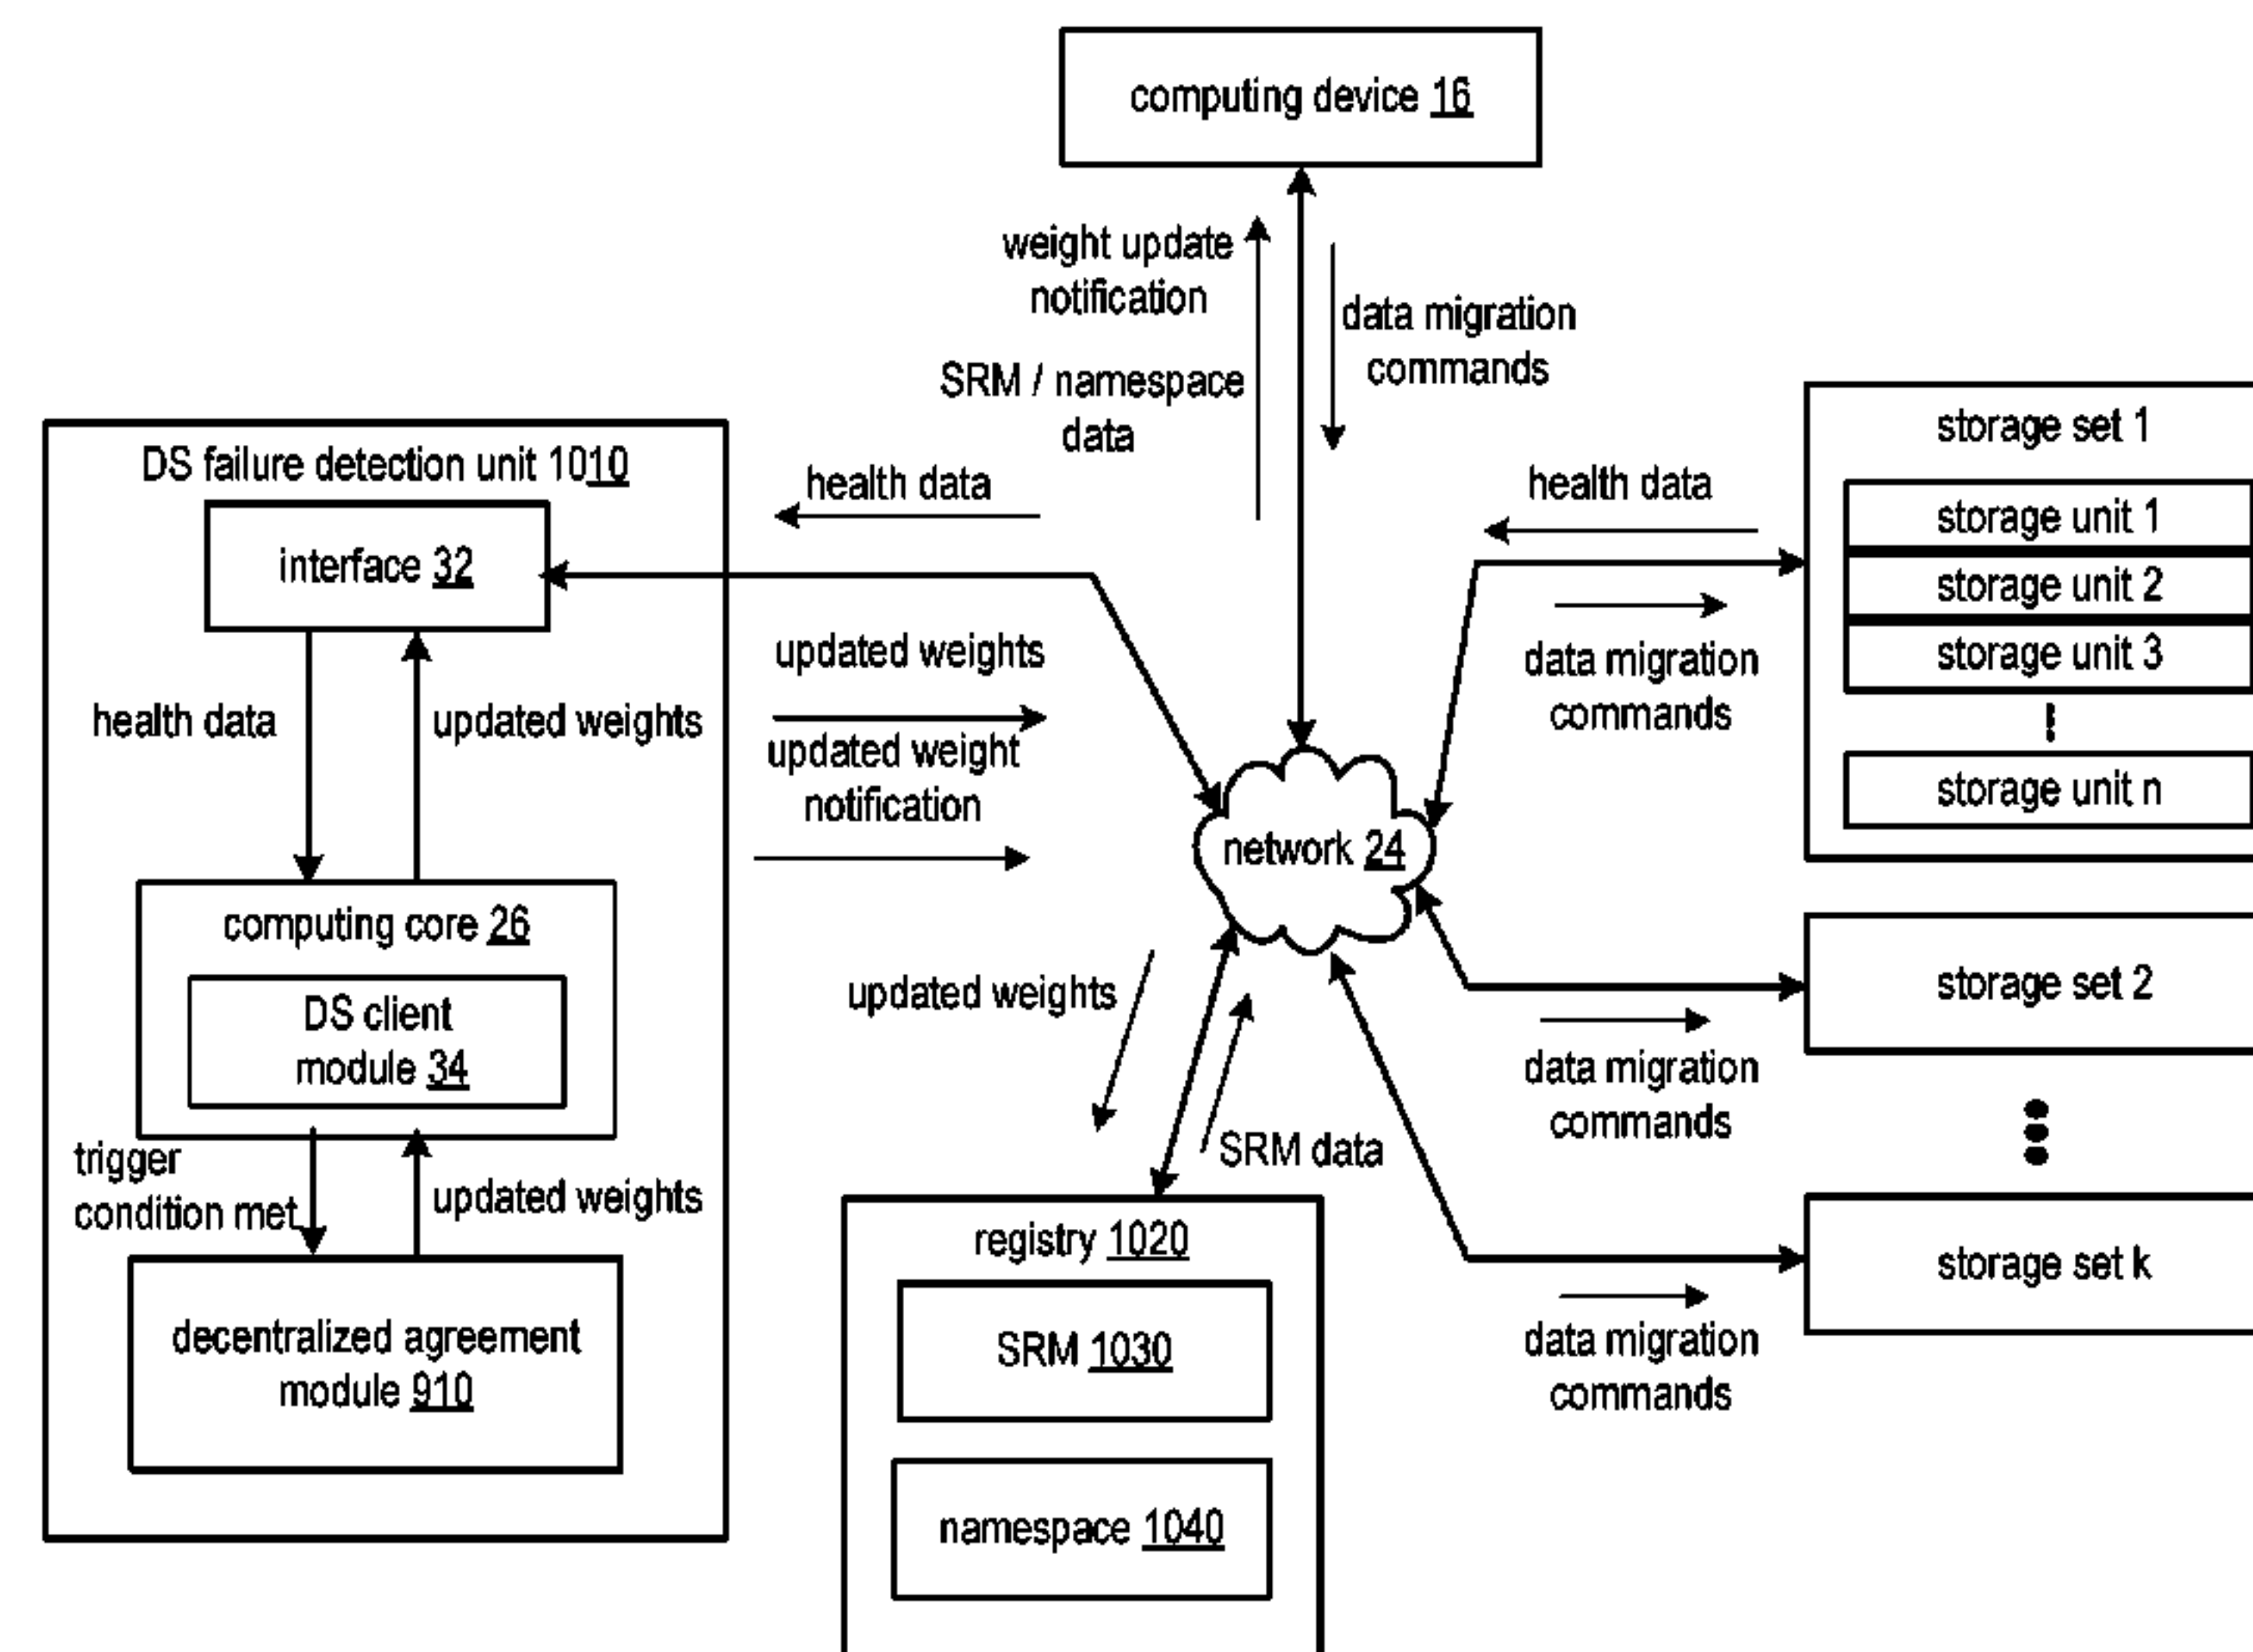 computing device 16
weight update
notification
SRM / namespace
data
data migration
commands
DS failure detection unit 1010
interface 32
health data
updated weights
computing core 26
DS client
module 34
trigger
condition met
updated weights
decentralized agreement
module 910
health data
updated weights
updated weight
notification
network 24
updated weights
SRM data
registry 1020
SRM 1030
namespace 1040
health data
data migration
commands
storage set 1
storage unit 1
storage unit 2
storage unit 3
storage unit n
data migration
commands
storage set 2
data migration
commands
storage set k